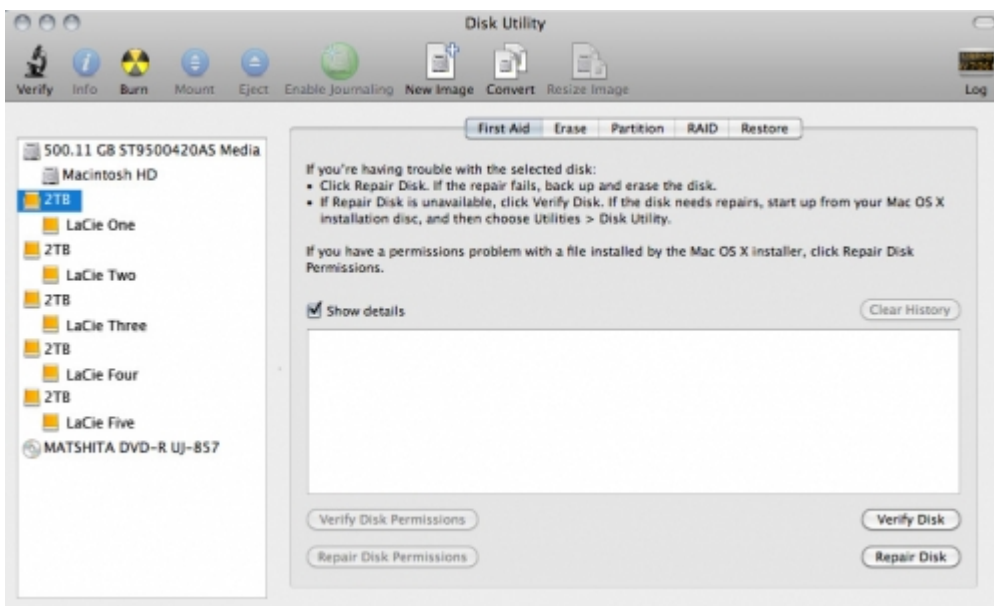 Disk Utility
Verify Info Burn Mount Eject Enable Journaling New Image Convert Resize Image Log
500.11 GB ST9500420AS Media
Macintosh HD
2TB
LaCie One
2TB
LaCie Two
2TB
LaCie Three
2TB
LaCie Four
2TB
LaCie Five
MATSHITA DVD-R UJ-857
First Aid Erase Partition RAID Restore
If you're having trouble with the selected disk:
• Click Repair Disk. If the repair fails, back up and erase the disk.
• If Repair Disk is unavailable, click Verify Disk. If the disk needs repairs, start up from your Mac OS X
installation disc, and then choose Utilities > Disk Utility.
If you have a permissions problem with a file installed by the Mac OS X installer, click Repair Disk
Permissions.
Show details
Clear History
Verify Disk Permissions
Verify Disk
Repair Disk Permissions
Repair Disk